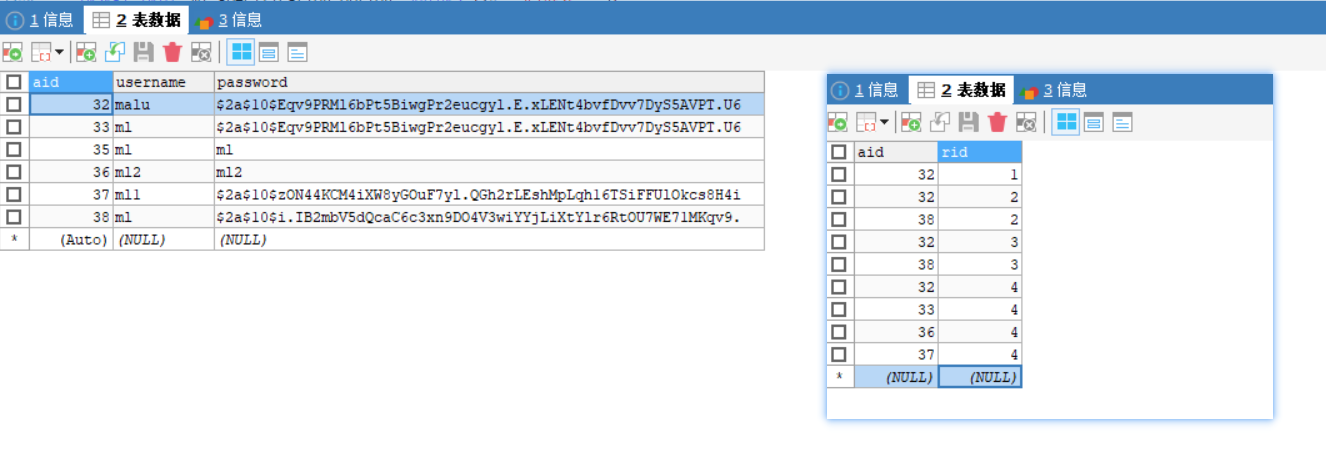 1 信息 2 表数据 3 信息
aid username password
32 malu $2a$10$Eqv9PRMl6bPt5BiwgPr2eucgyl.E.xLENt4bvfDvv7DyS5AVPT.U6
33 ml $2a$10$Eqv9PRMl6bPt5BiwgPr2eucgyl.E.xLENt4bvfDvv7DyS5AVPT.U6
35 ml ml
36 ml2 ml2
37 ml1 $2a$10$zON44KCM4iXW8yGOuF7yl.QGh2rLEshMpLqhl6TSiFFUlOkcs8H4i
38 ml $2a$10$i.IB2mbV5dQcaC6c3xn9DO4V3wiYYjLiXtYlr6RtOU7WE7lMKqv9.
* (Auto) (NULL) (NULL)
1 信息 2 表数据 3 信息
aid rid
32 1
32 2
38 2
32 3
38 3
32 4
33 4
36 4
37 4
* (NULL) (NULL)